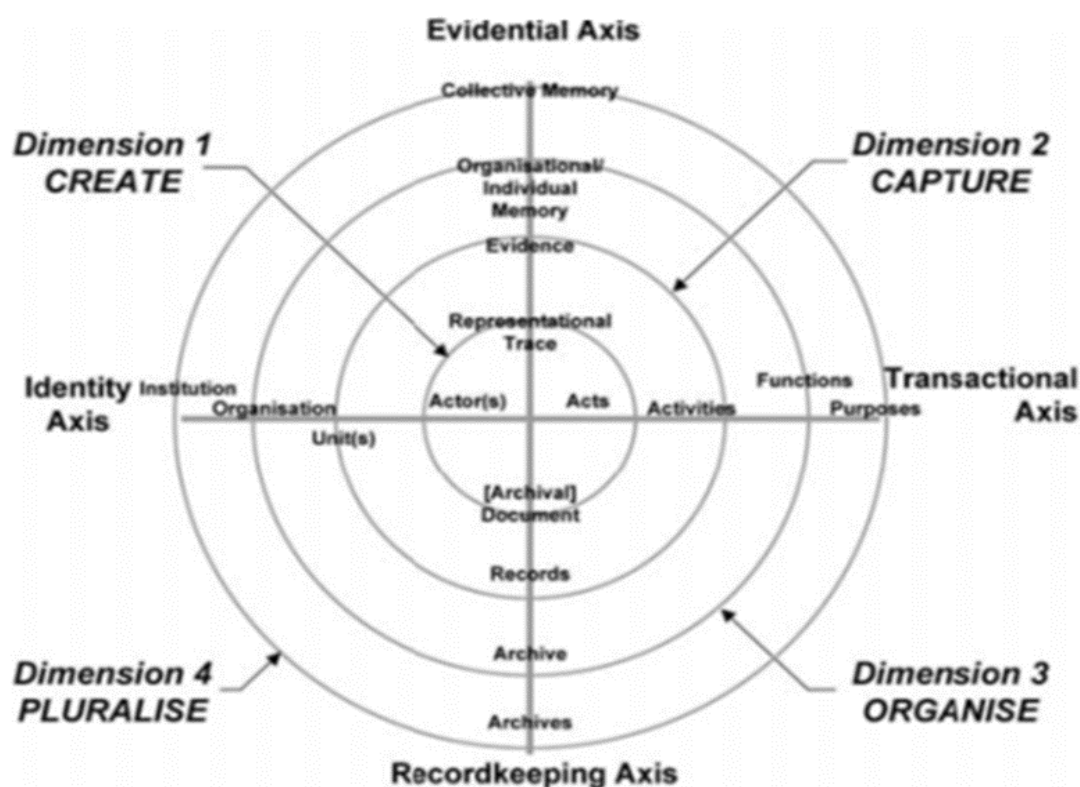 Evidential Axis
Collective Memory
Dimension 1
CREATE
Dimension 2
CAPTURE
Organisational/
Individual
Memory
Evidence
Representational
Trace
Identity
Axis
Institution
Organisation
Unit(s)
Actor(s)
Acts
Activities
Functions
Purposes
Transactional
Axis
[Archival]
Document
Records
Archive
Archives
Dimension 4
PLURALISE
Dimension 3
ORGANISE
Recordkeeping Axis